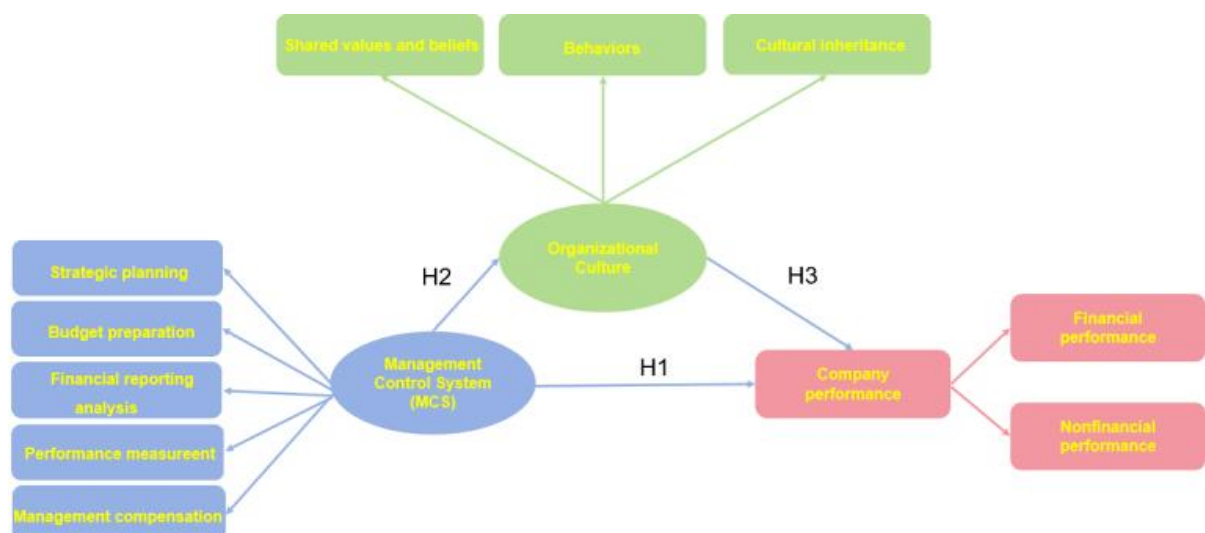 Shared values and beliefs
Behaviors
Cultural inheritance
Organizational
Culture
H2
H3
Strategic planning
Budget preparation
Financial reporting
analysis
Performance measureent
Management compensation
Management
Control System
(MCS)
H1
Company
performance
Financial
performance
Nonfinancial
performance